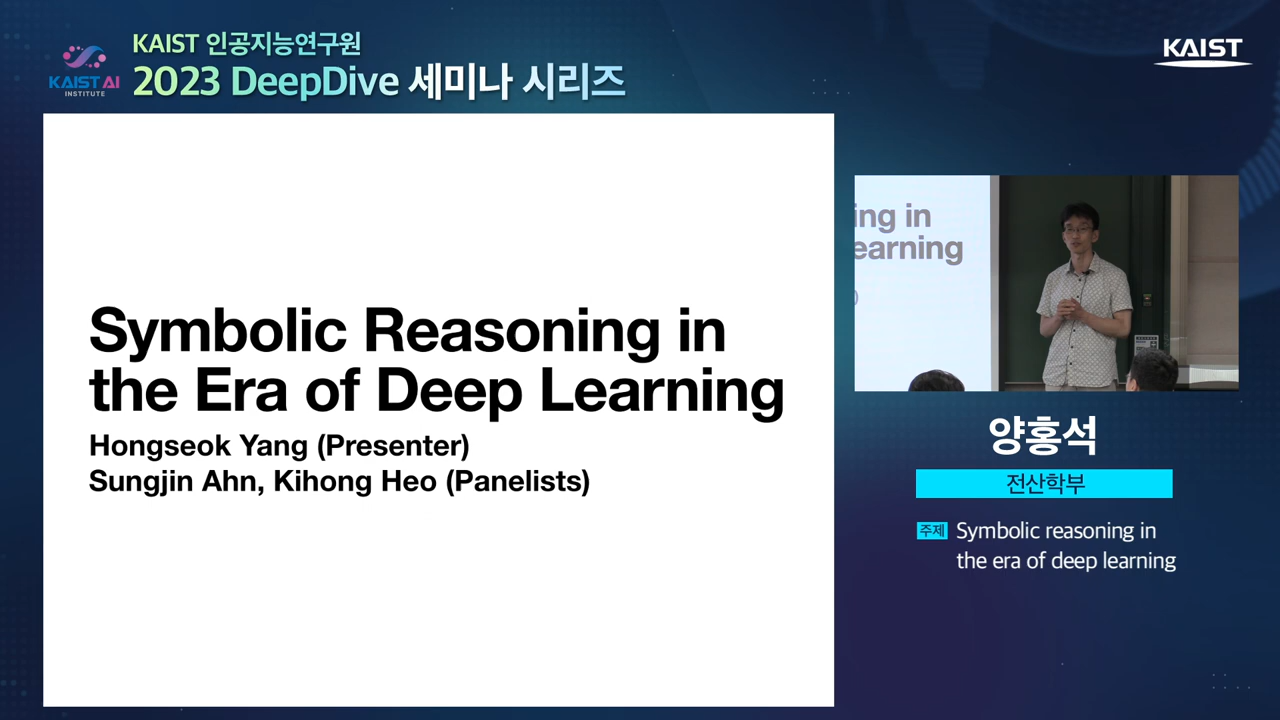 KAIST 인공지능연구원
2023 DeepDive 세미나 시리즈
KAIST AI
INSTITUTE
KAIST
Symbolic Reasoning in
the Era of Deep Learning
Hongseok Yang (Presenter)
Sungjin Ahn, Kihong Heo (Panelists)
ing in
earning
양홍석
전산학부
주제 Symbolic reasoning in
the era of deep learning